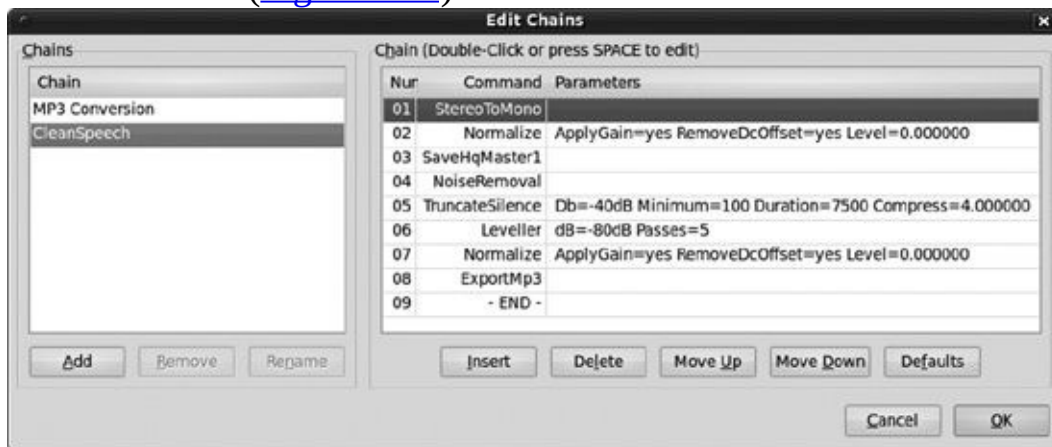 Edit Chains
Chains
Chain (Double-Click or press SPACE to edit)
Chain
Nur Command Parameters
MP3 Conversion
01 StereoToMono
CleanSpeech
02 Normalize ApplyGain=yes RemoveDcOffset=yes Level=0.000000
03 SaveHqMaster1
04 NoiseRemoval
05 TruncateSilence Db=-40dB Minimum=100 Duration=7500 Compress=4.000000
06 Leveller dB=-80dB Passes=5
07 Normalize ApplyGain=yes RemoveDcOffset=yes Level=0.000000
08 ExportMp3
09 - END -
Add Remove Rename Insert Delete Move Up Move Down Defaults
Cancel OK